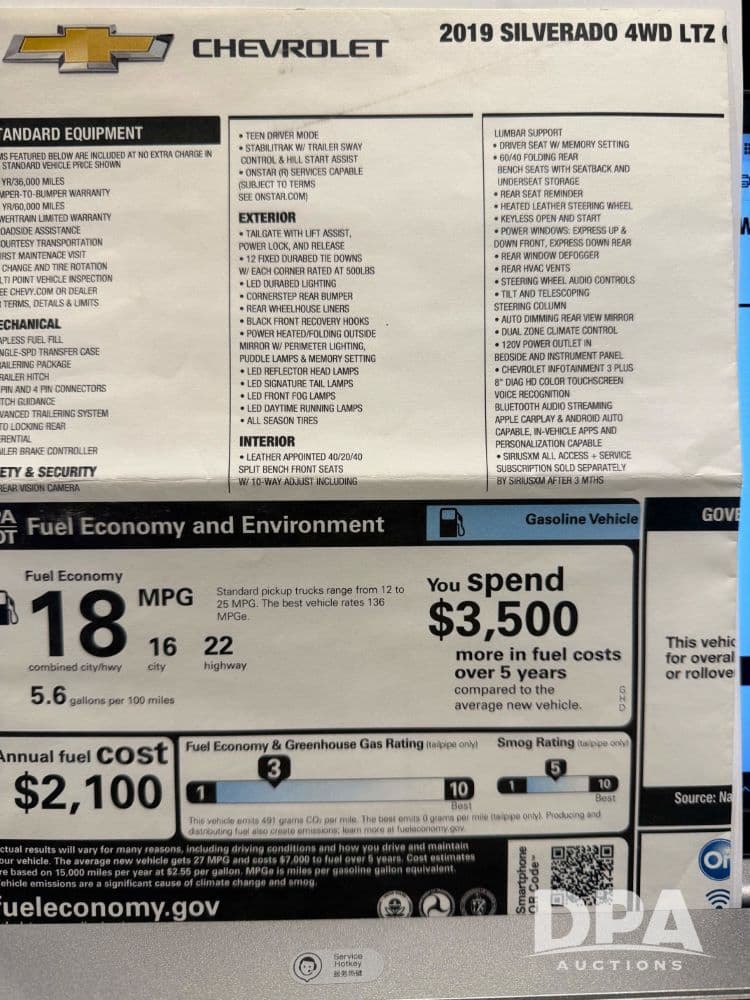 CHEVROLET
2019 SILVERADO 4WD LTZ
TANDARD EQUIPMENT
MS FEATURED BELOW ARE INCLUDED AT NO EXTRA CHARGE IN
STANDARD VEHICLE PRICE SHOWN
YR/36,000 MILES
MPER-TO-BUMPER WARRANTY
YR/60,000 MILES
WERTRAIN LIMITED WARRANTY
OADSIDE ASSISTANCE
OURTESY TRANSPORTATION
IRST MAINTENACE VISIT
CHANGE AND TIRE ROTATION
LTI POINT VEHICLE INSPECTION
EE CHEVY.COM OR DEALER
TERMS, DETAILS & LIMITS
ECHANICAL
APLESS FUEL FILL
NGLE-SPD TRANSFER CASE
AILERING PACKAGE
RAILER HITCH
PIN AND 4 PIN CONNECTORS
ITCH GUIDANCE
VANCED TRAILERING SYSTEM
TO LOCKING REAR
ERENTIAL
AILER BRAKE CONTROLLER
ETY & SECURITY
REAR VISION CAMERA
• TEEN DRIVER MODE
• STABILITRAK W/ TRAILER SWAY
CONTROL & HILL START ASSIST
• ONSTAR (R) SERVICES CAPABLE
(SUBJECT TO TERMS
SEE ONSTAR.COM)
EXTERIOR
• TAILGATE WITH LIFT ASSIST,
POWER LOCK, AND RELEASE
• 12 FIXED DURABED TIE DOWNS
W/ EACH CORNER RATED AT 500LBS
• LED DURABED LIGHTING
• CORNERSTEP REAR BUMPER
• REAR WHEELHOUSE LINERS
• BLACK FRONT RECOVERY HOOKS
• POWER HEATED/FOLDING OUTSIDE
MIRROR W/ PERIMETER LIGHTING,
PUDDLE LAMPS & MEMORY SETTING
• LED REFLECTOR HEAD LAMPS
• LED SIGNATURE TAIL LAMPS
• LED FRONT FOG LAMPS
• LED DAYTIME RUNNING LAMPS
• ALL SEASON TIRES
INTERIOR
• LEATHER APPOINTED 40/20/40
SPLIT BENCH FRONT SEATS
W/ 10-WAY ADJUST INCLUDING
LUMBAR SUPPORT
• DRIVER SEAT W/ MEMORY SETTING
• 60/40 FOLDING REAR
BENCH SEATS WITH SEATBACK AND
UNDERSEAT STORAGE
• REAR SEAT REMINDER
• HEATED LEATHER STEERING WHEEL
• KEYLESS OPEN AND START
• POWER WINDOWS: EXPRESS UP &
DOWN FRONT, EXPRESS DOWN REAR
• REAR WINDOW DEFOGGER
• REAR HVAC VENTS
• STEERING WHEEL AUDIO CONTROLS
• TILT AND TELESCOPING
STEERING COLUMN
• AUTO DIMMING REAR VIEW MIRROR
• DUAL ZONE CLIMATE CONTROL
• 120V POWER OUTLET IN
BEDSIDE AND INSTRUMENT PANEL
• CHEVROLET INFOTAINMENT 3 PLUS
8" DIAG HD COLOR TOUCHSCREEN
VOICE RECOGNITION
BLUETOOTH AUDIO STREAMING
APPLE CARPLAY & ANDROID AUTO
CAPABLE, IN-VEHICLE APPS AND
PERSONALIZATION CAPABLE
• SIRIUSXM ALL ACCESS + SERVICE
SUBSCRIPTION SOLD SEPARATELY
BY SIRIUSXM AFTER 3 MTHS
PA
OT
Fuel Economy and Environment
Gasoline Vehicle
Fuel Economy
18 MPG
combined city/hwy
16
city
22
highway
5.6 gallons per 100 miles
Standard pickup trucks range from 12 to
25 MPG. The best vehicle rates 136
MPGe.
You spend
$3,500
more in fuel costs
over 5 years
compared to the
average new vehicle.
G
H
D
Annual fuel COST
$2,100
Fuel Economy & Greenhouse Gas Rating (tailpipe only)
3
1
10
Best
Smog Rating (tailpipe only)
5
1
10
Best
This vehicle emits 491 grams CO₂ per mile. The best emits 0 grams per mile (tailpipe only). Producing and
distributing fuel also create emissions; learn more at fueleconomy.gov.
ctual results will vary for many reasons, including driving conditions and how you drive and maintain
our vehicle. The average new vehicle gets 27 MPG and costs $7,000 to fuel over 5 years. Cost estimates
re based on 15,000 miles per year at $2.55 per gallon. MPGe is miles per gasoline gallon equivalent.
ehicle emissions are a significant cause of climate change and smog.
fueleconomy.gov
Smartphone
QR Code™
GOVE
This vehic
for overal
or rollove
Source: Na
On
Service
Hotkey
服务热键
DPA
AUCTIONS